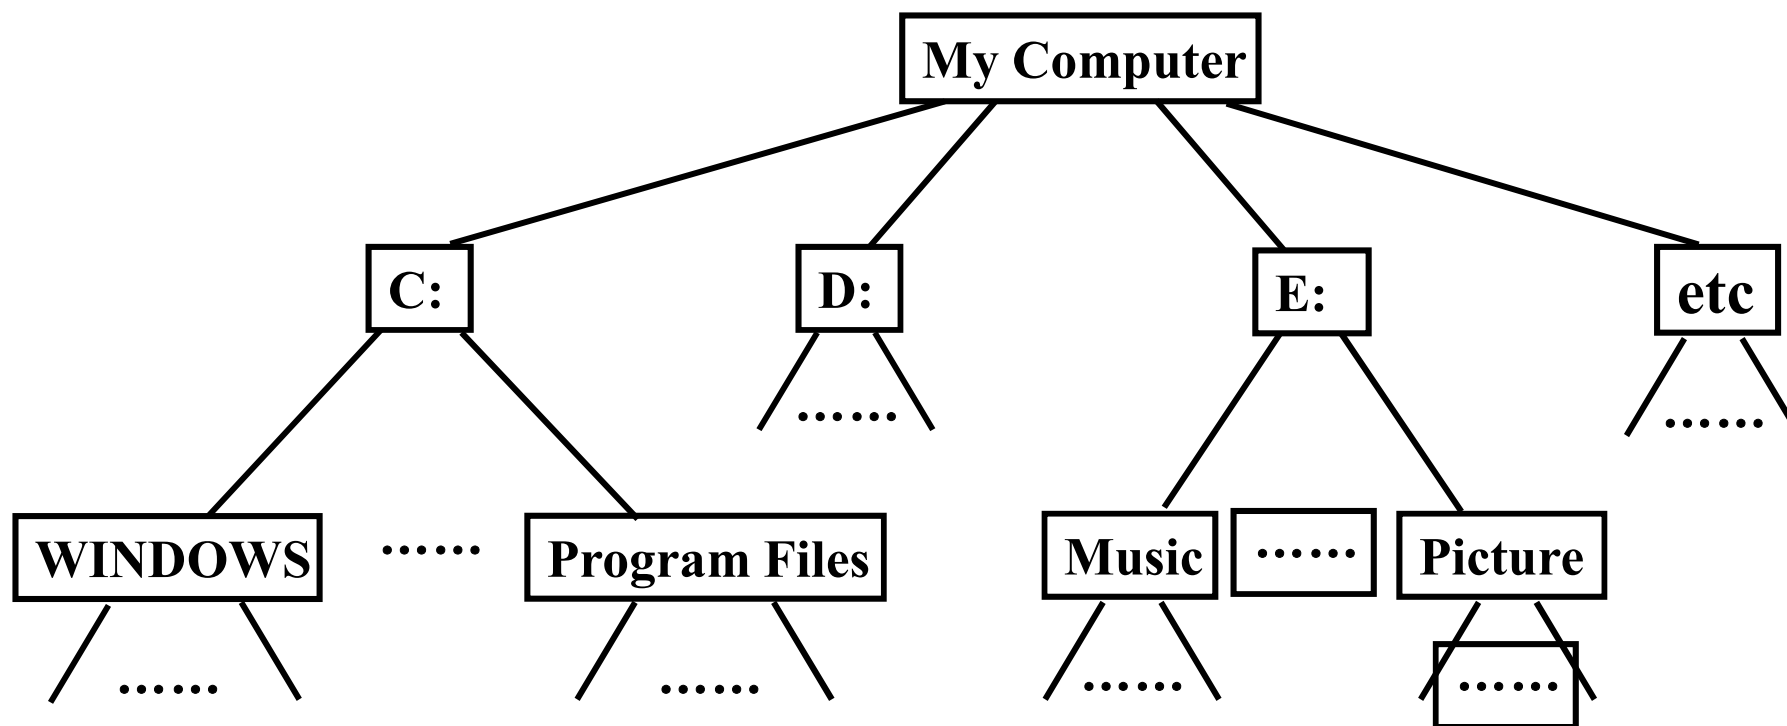 My Computer
C:
D:
E:
etc
……
……
WINDOWS
……
Program Files
Music
……
Picture
……
……
……
……